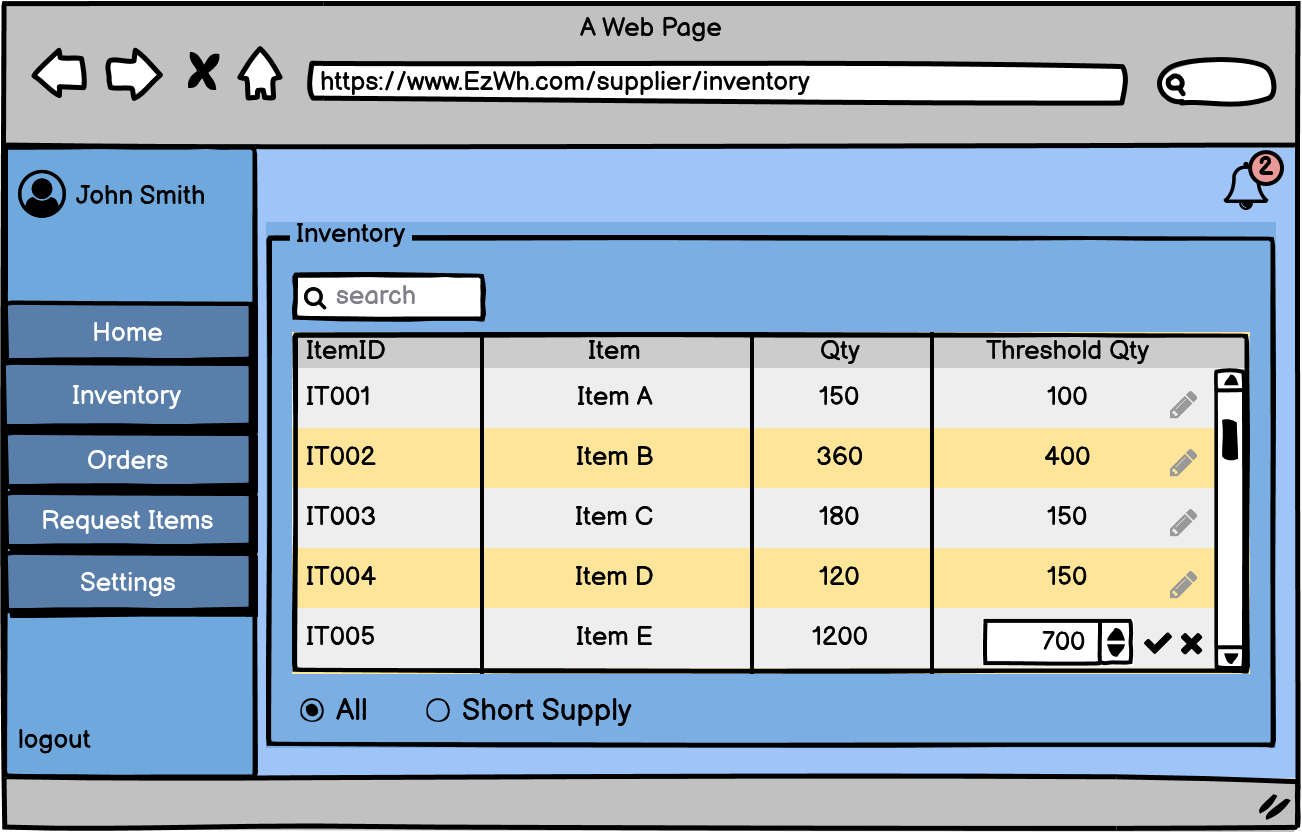 A Web Page
https://www.EzWh.com/supplier/inventory
2
John Smith
Inventory
search
Home
Inventory
Orders
Request Items
Settings
logout
ItemID Item Qty Threshold Qty
IT001 Item A 150 100
IT002 Item B 360 400
IT003 Item C 180 150
IT004 Item D 120 150
IT005 Item E 1200 700
All Short Supply